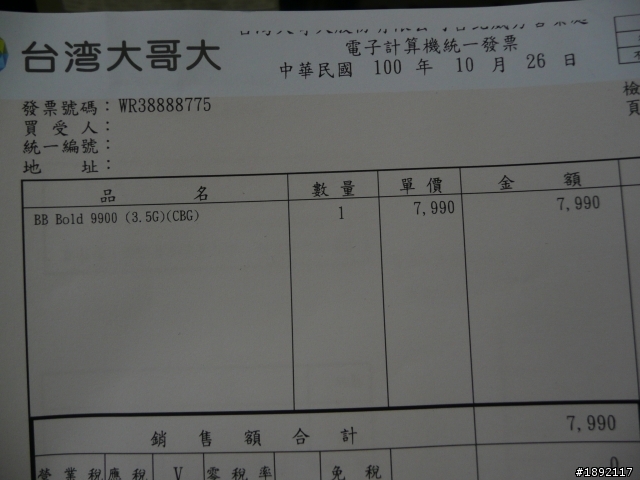 台湾大哥大
電子計算機統一發票
中華民國 100 年 10 月 26 日
發票號碼：WR38888775
買 受 人：
統一編號：
地 址：
檢
頁
品 名 數 量 單 價 金 額
BB Bold 9900 (3.5G)(CBG) 1 7,990 7,990
銷 售 額 合 計 7,990
營 業 稅 應 稅 V 零 稅 率 免 稅 0
#1892117